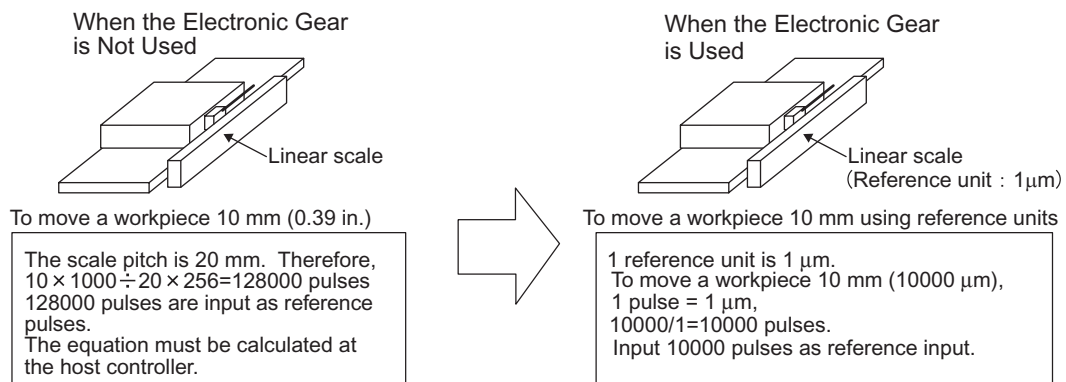 When the Electronic Gear
is Not Used
Linear scale
To move a workpiece 10 mm (0.39 in.)
The scale pitch is 20 mm. Therefore,
10 × 1000 ÷ 20 × 256=128000 pulses
128000 pulses are input as reference
pulses.
The equation must be calculated at
the host controller.
When the Electronic Gear
is Used
Linear scale
(Reference unit : 1μm)
To move a workpiece 10 mm using reference units
1 reference unit is 1 μm.
To move a workpiece 10 mm (10000 μm),
1 pulse = 1 μm,
10000/1=10000 pulses.
Input 10000 pulses as reference input.